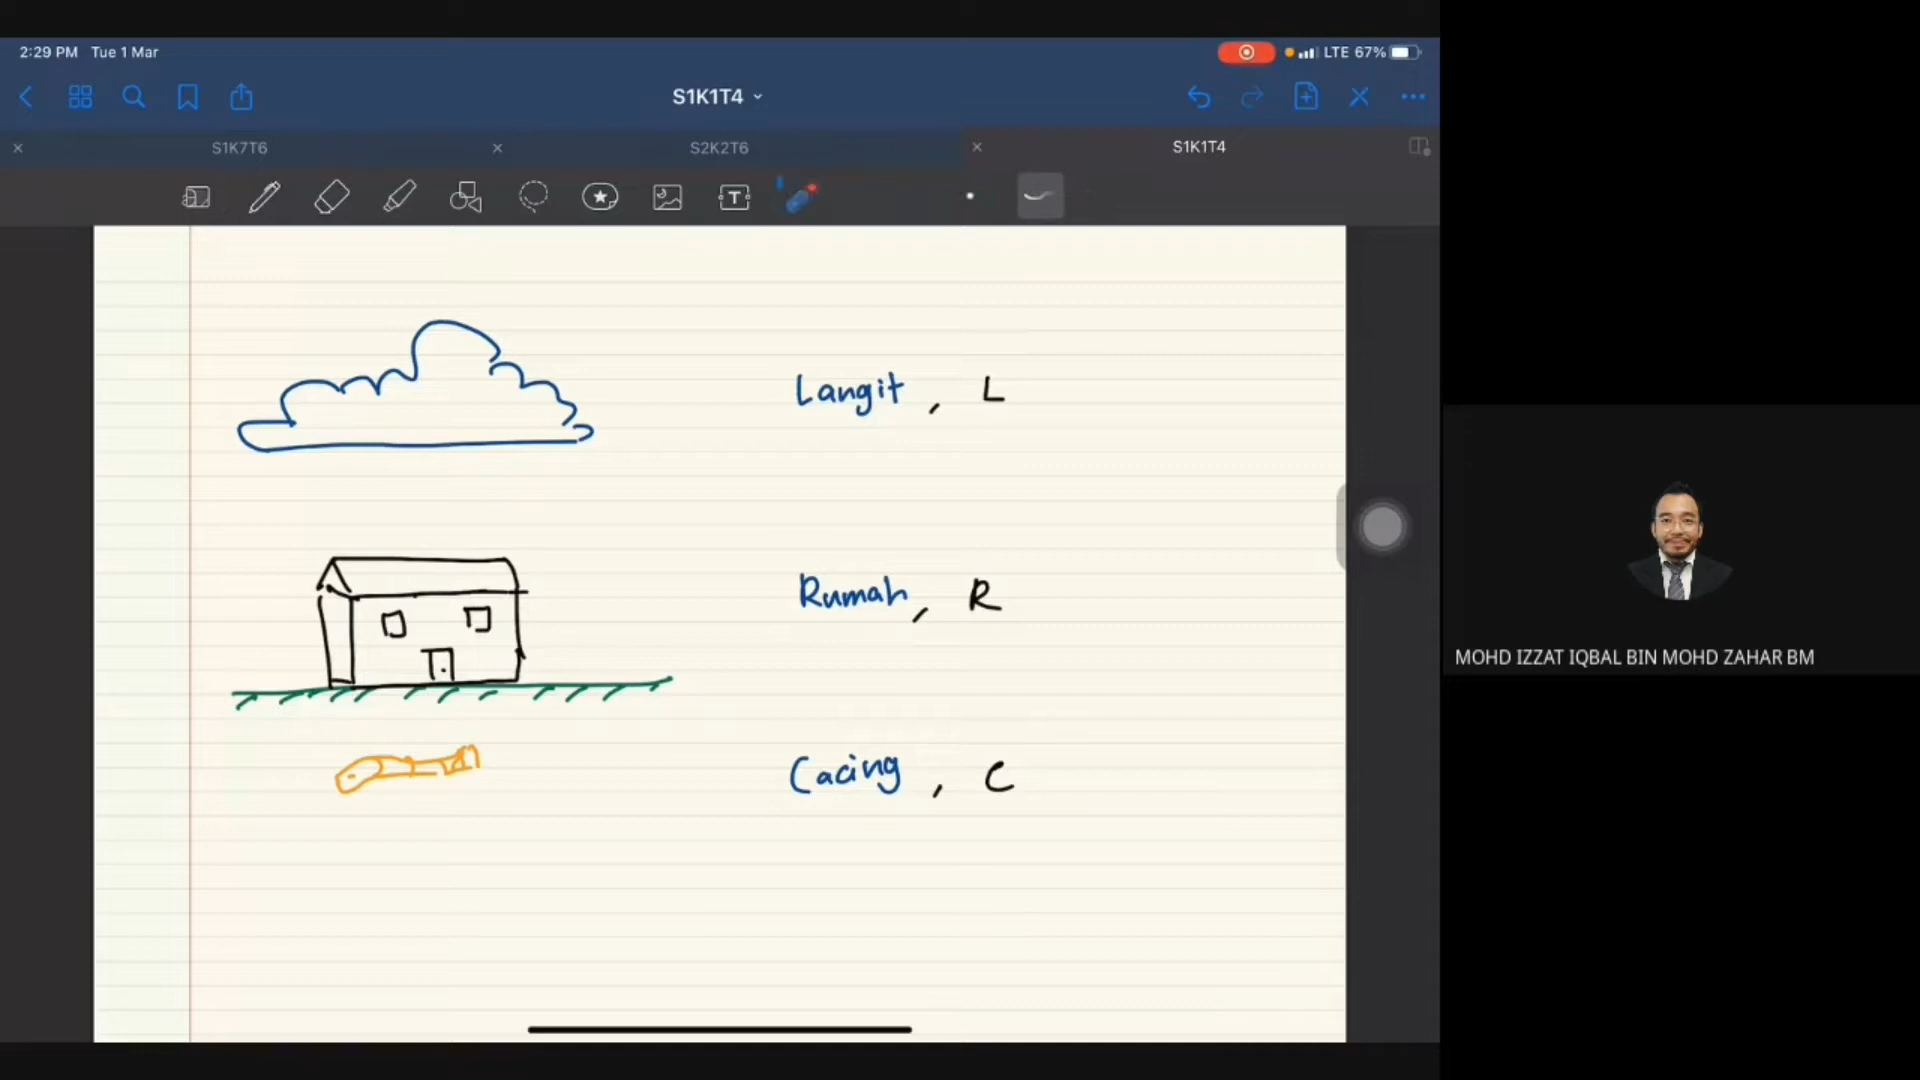 2:29 PM Tue 1 Mar
LTE 67%
S1K1T4
S1K7T6
S2K2T6
S1K1T4
T
Langit , L
Rumah , R
Cacing , C
MOHD IZZAT IQBAL BIN MOHD ZAHAR BM